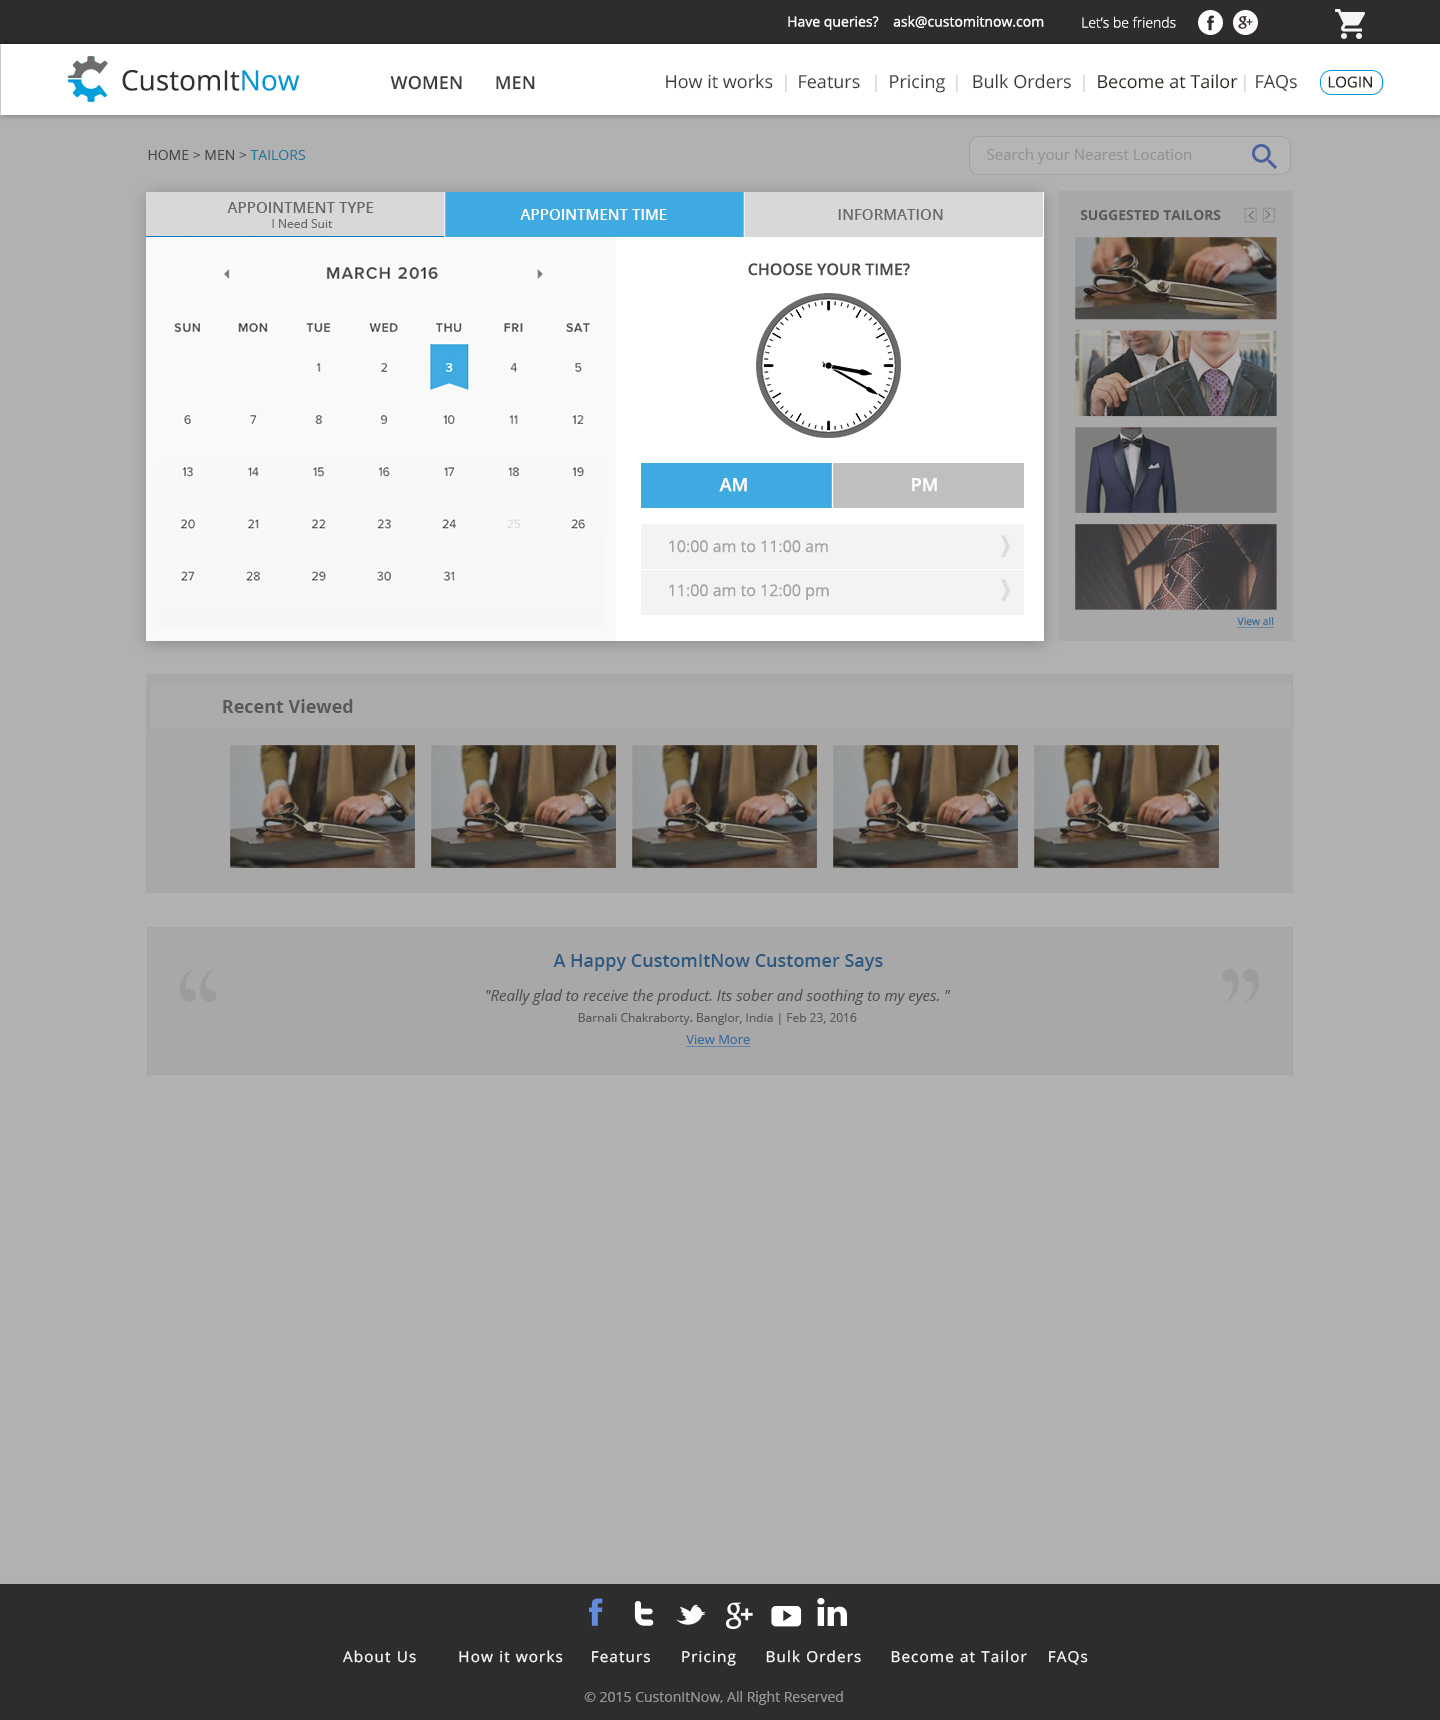 Have queries? ask@customitnow.com Let's be friends
CustomItNow WOMEN MEN How it works | Featurs | Pricing | Bulk Orders | Become at Tailor | FAQs LOGIN
HOME > MEN > TAILORS
Search your Nearest Location
APPOINTMENT TYPE
I Need Suit
APPOINTMENT TIME
INFORMATION
MARCH 2016
SUN MON TUE WED THU FRI SAT
1 2 3 4 5
6 7 8 9 10 11 12
13 14 15 16 17 18 19
20 21 22 23 24 25 26
27 28 29 30 31
CHOOSE YOUR TIME?
AM PM
10:00 am to 11:00 am
11:00 am to 12:00 pm
SUGGESTED TAILORS
View all
Recent Viewed
A Happy CustomItNow Customer Says
"Really glad to receive the product. Its sober and soothing to my eyes. "
Barnali Chakraborty. Banglor, India | Feb 23, 2016
View More
About Us How it works Featurs Pricing Bulk Orders Become at Tailor FAQs
© 2015 CustonItNow, All Right Reserved